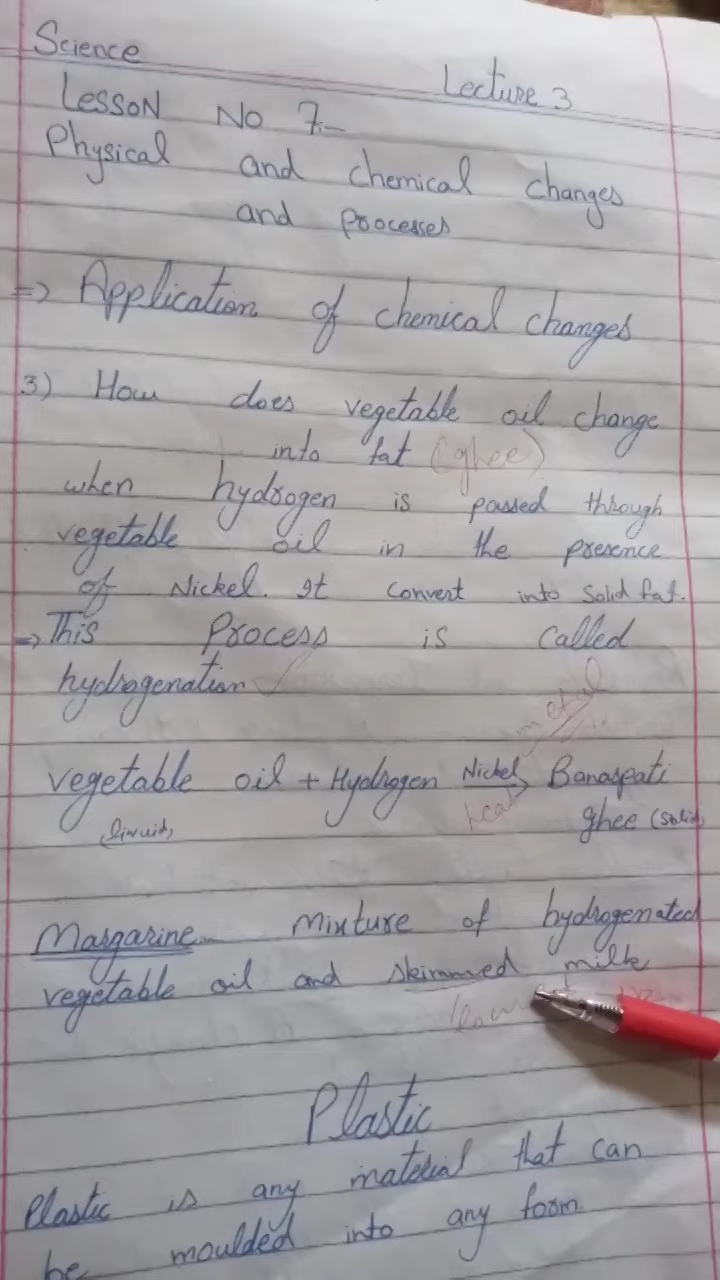 Science
Lecture 3
Lesson No 7:-
Physical and chemical changes
and processes
=> Application of chemical changes
3) How does vegetable oil change
into fat (ghee)
when hydrogen is passed through
vegetable oil in the presence
of Nickel. It convert into solid fat.
=> This Process is called
hydrogenation
metal
vegetable oil + Hydrogen Nickel Banaspati
heat
ghee (solid)
Margarine mixture of hydrogenated
vegetable oil and skimmed milk
Plastic
Plastic is any material that can
be moulded into any form